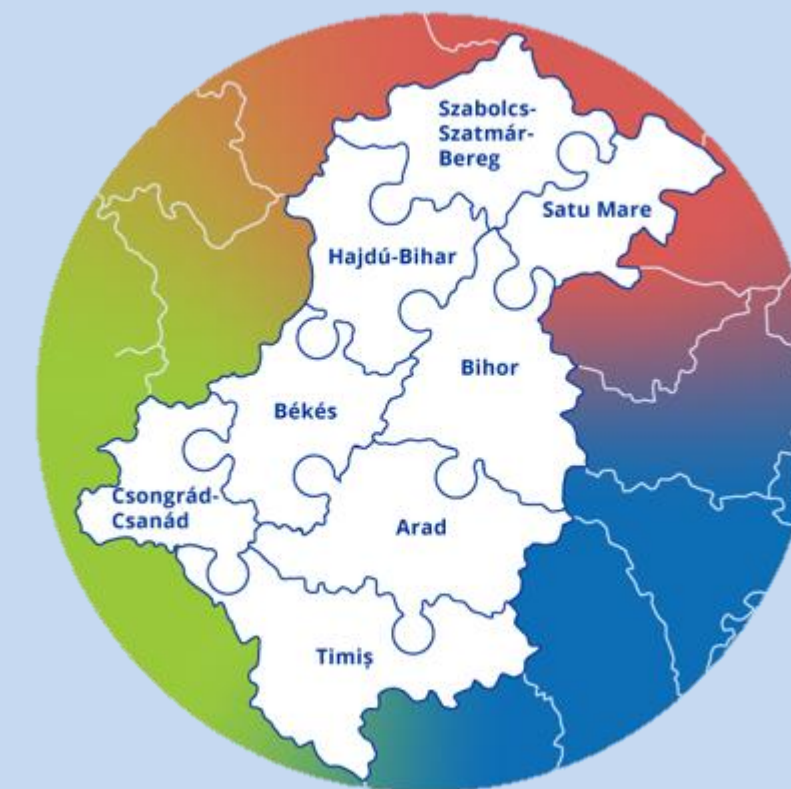 Szabolcs-
Szatmár-
Bereg
Satu Mare
Hajdú-Bihar
Bihor
Békés
Csongrád-
Csanád
Arad
Timiș